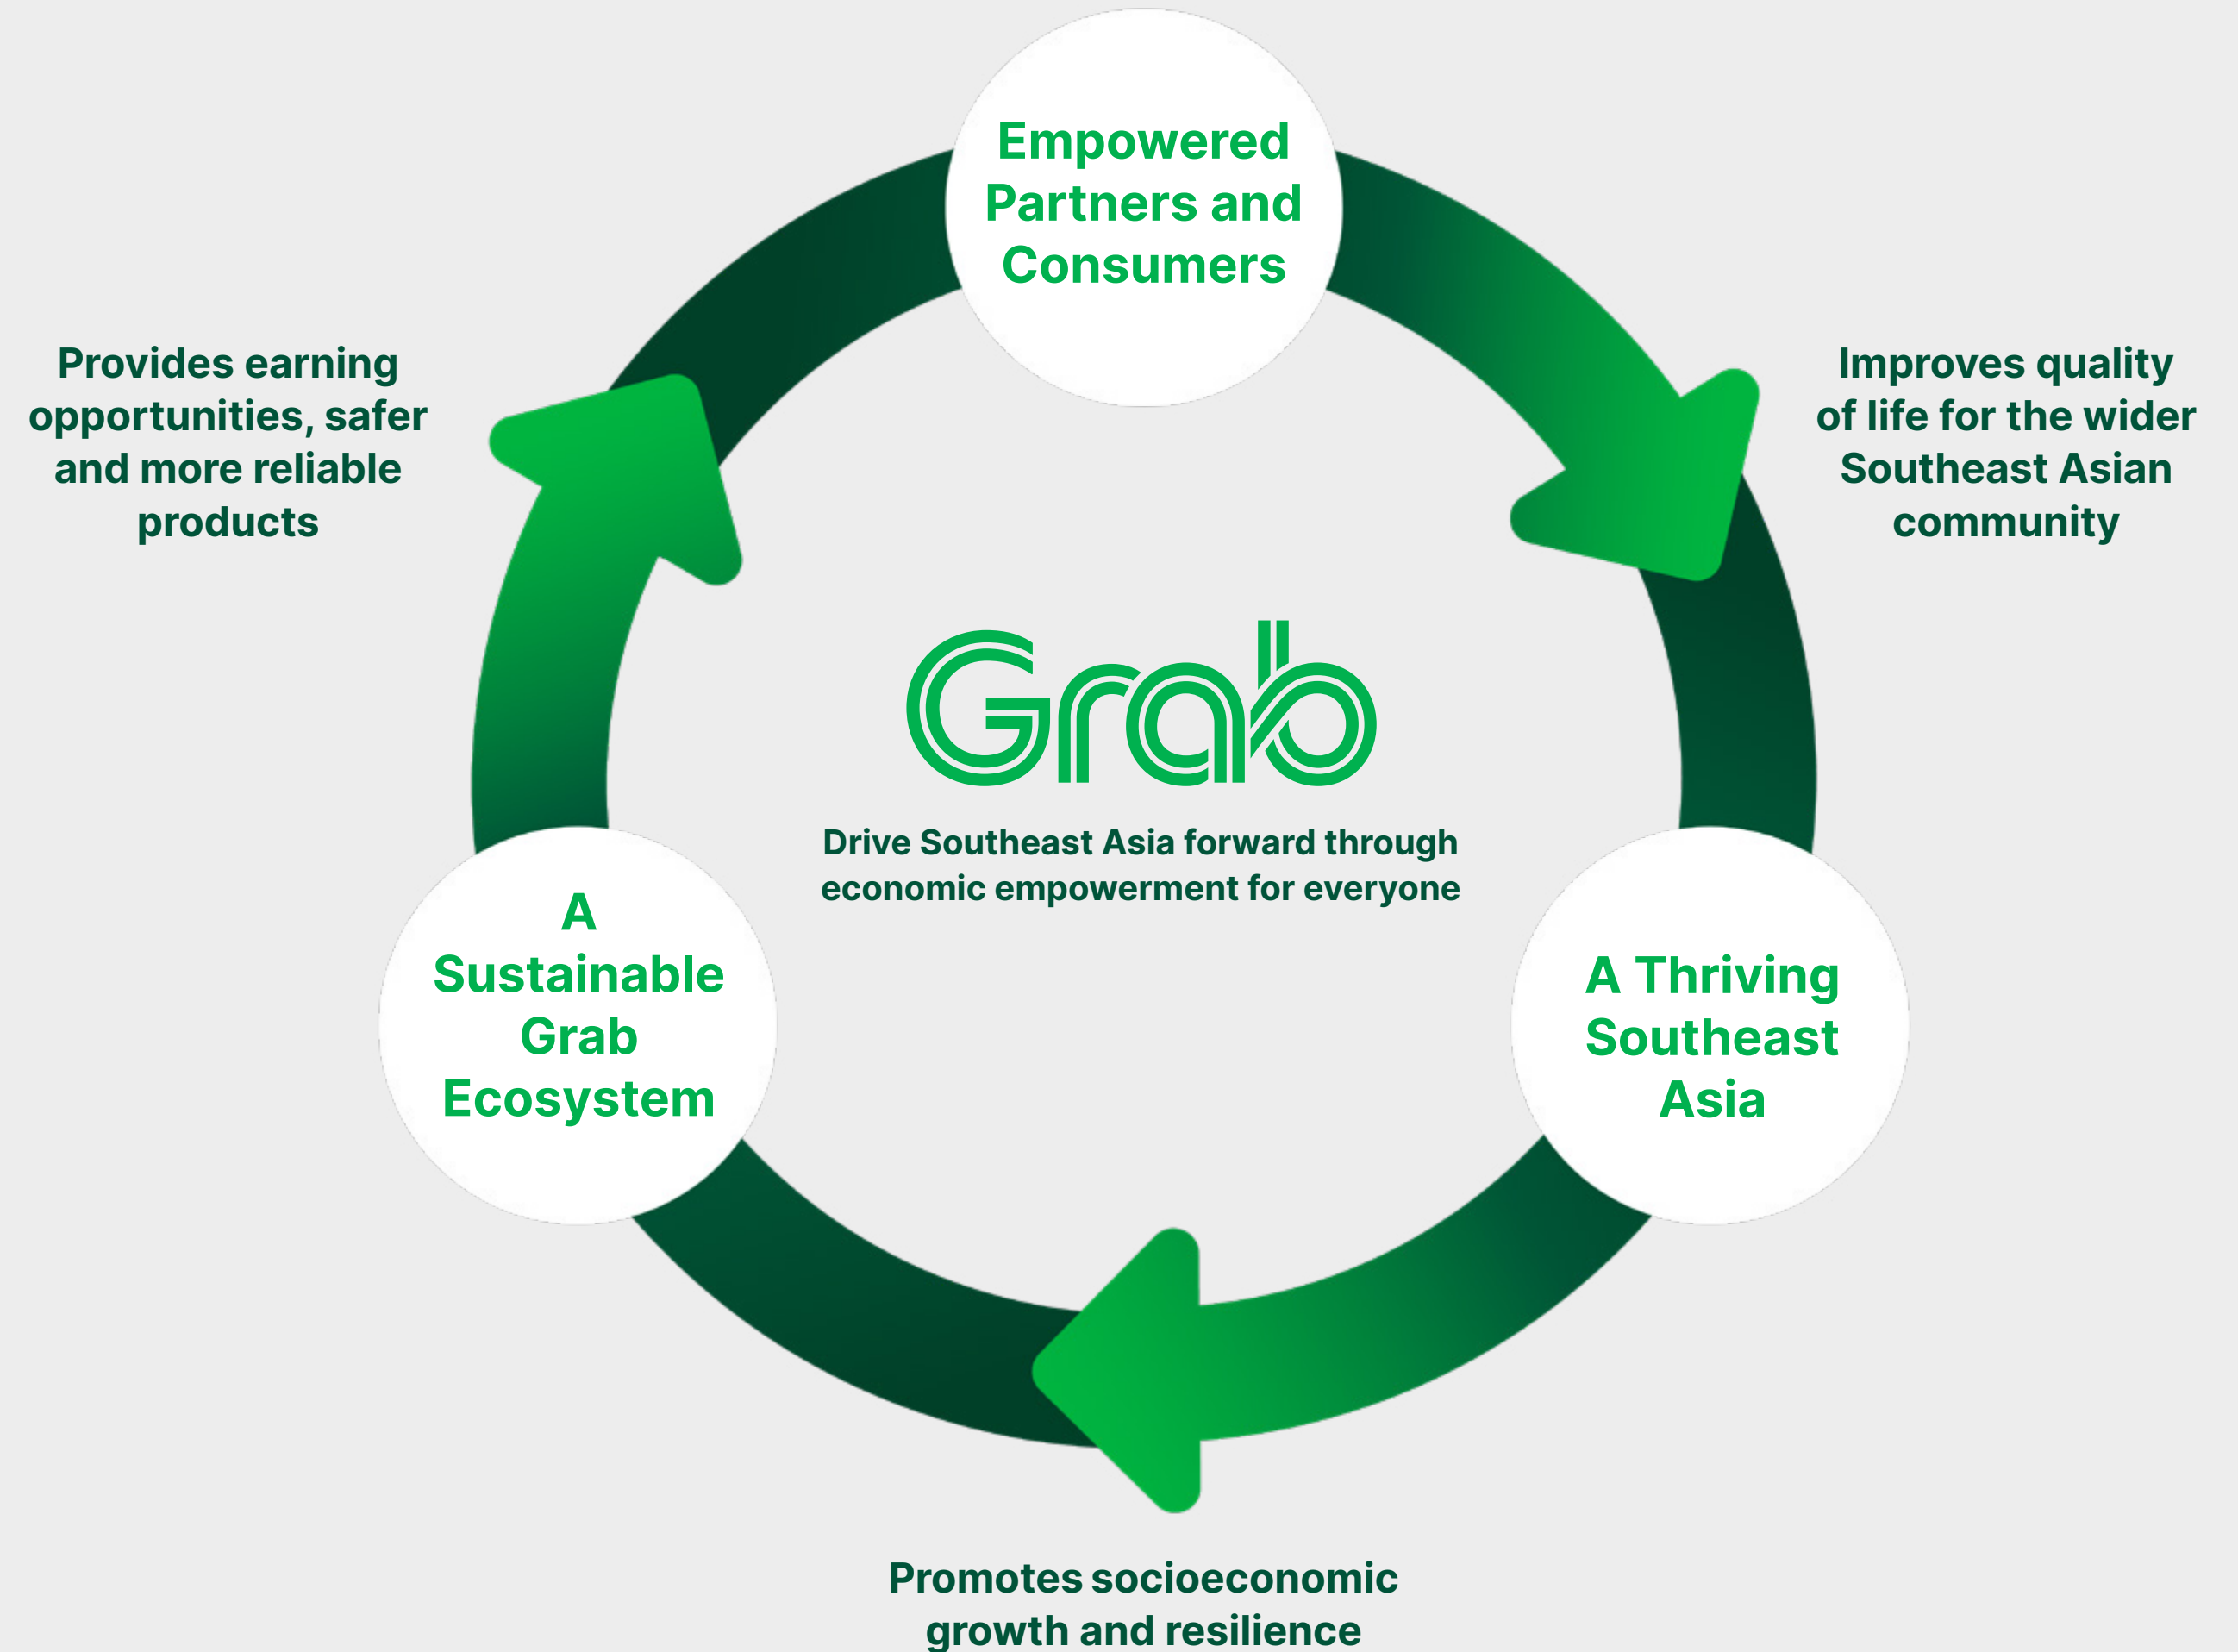 Empowered
Partners and
Consumers
Provides earning
opportunities, safer
and more reliable
products
Improves quality
of life for the wider
Southeast Asian
community
Grab
Drive Southeast Asia forward through
economic empowerment for everyone
A
Sustainable
Grab
Ecosystem
A Thriving
Southeast
Asia
Promotes socioeconomic
growth and resilience